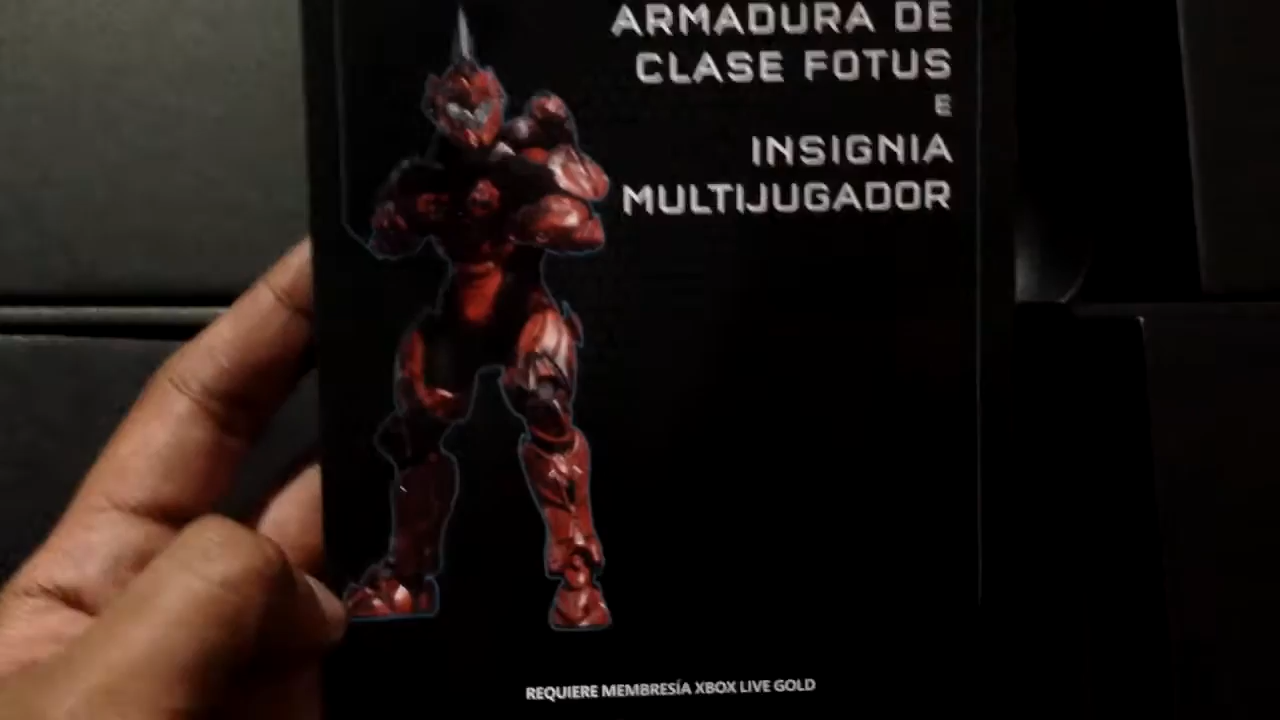 ARMADURA DE
CLASE FOTUS
E
INSIGNIA
MULTIJUGADOR
REQUIERE MEMBRESÍA XBOX LIVE GOLD